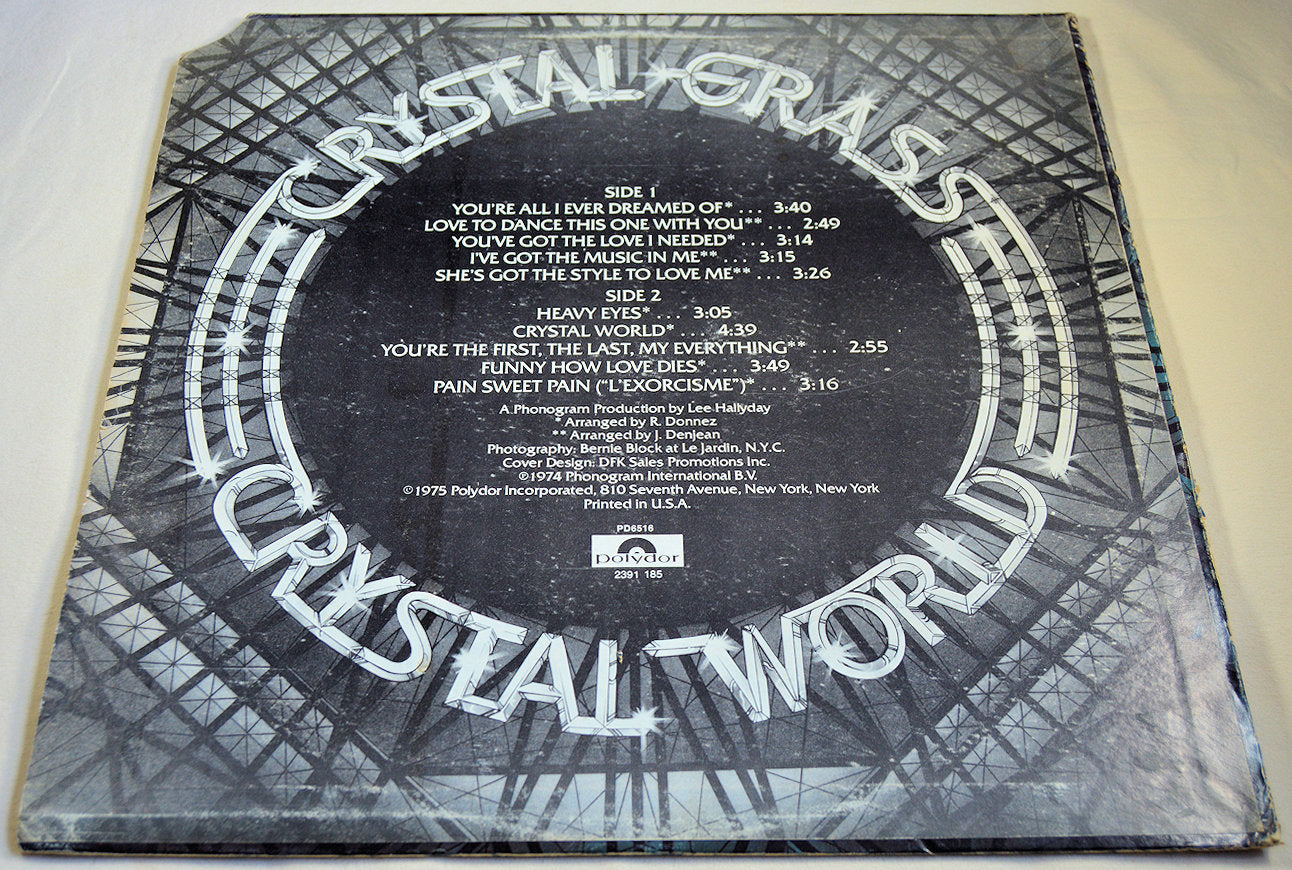 CRYSTAL GRASS
SIDE 1
YOU'RE ALL I EVER DREAMED OF* . . . 3:40
LOVE TO DANCE THIS ONE WITH YOU** . . . 2:49
YOU'VE GOT THE LOVE I NEEDED* . . . 3:14
I'VE GOT THE MUSIC IN ME** . . . 3:15
SHE'S GOT THE STYLE TO LOVE ME** . . . 3:26
SIDE 2
HEAVY EYES* . . . 3:05
CRYSTAL WORLD* . . . 4:39
YOU'RE THE FIRST, THE LAST, MY EVERYTHING** . . . 2:55
FUNNY HOW LOVE DIES* . . . 3:49
PAIN SWEET PAIN ("L'EXORCISME")* . . . 3:16
A Phonogram Production by Lee Hallyday
* Arranged by R. Donnez
** Arranged by J. Denjean
Photography: Bernie Block at Le Jardin, N.Y.C.
Cover Design: DFK Sales Promotions Inc.
℗1974 Phonogram International B.V.
©1975 Polydor Incorporated, 810 Seventh Avenue, New York, New York
Printed in U.S.A.
PD6516
polydor
2391 185
CRYSTAL WORLD